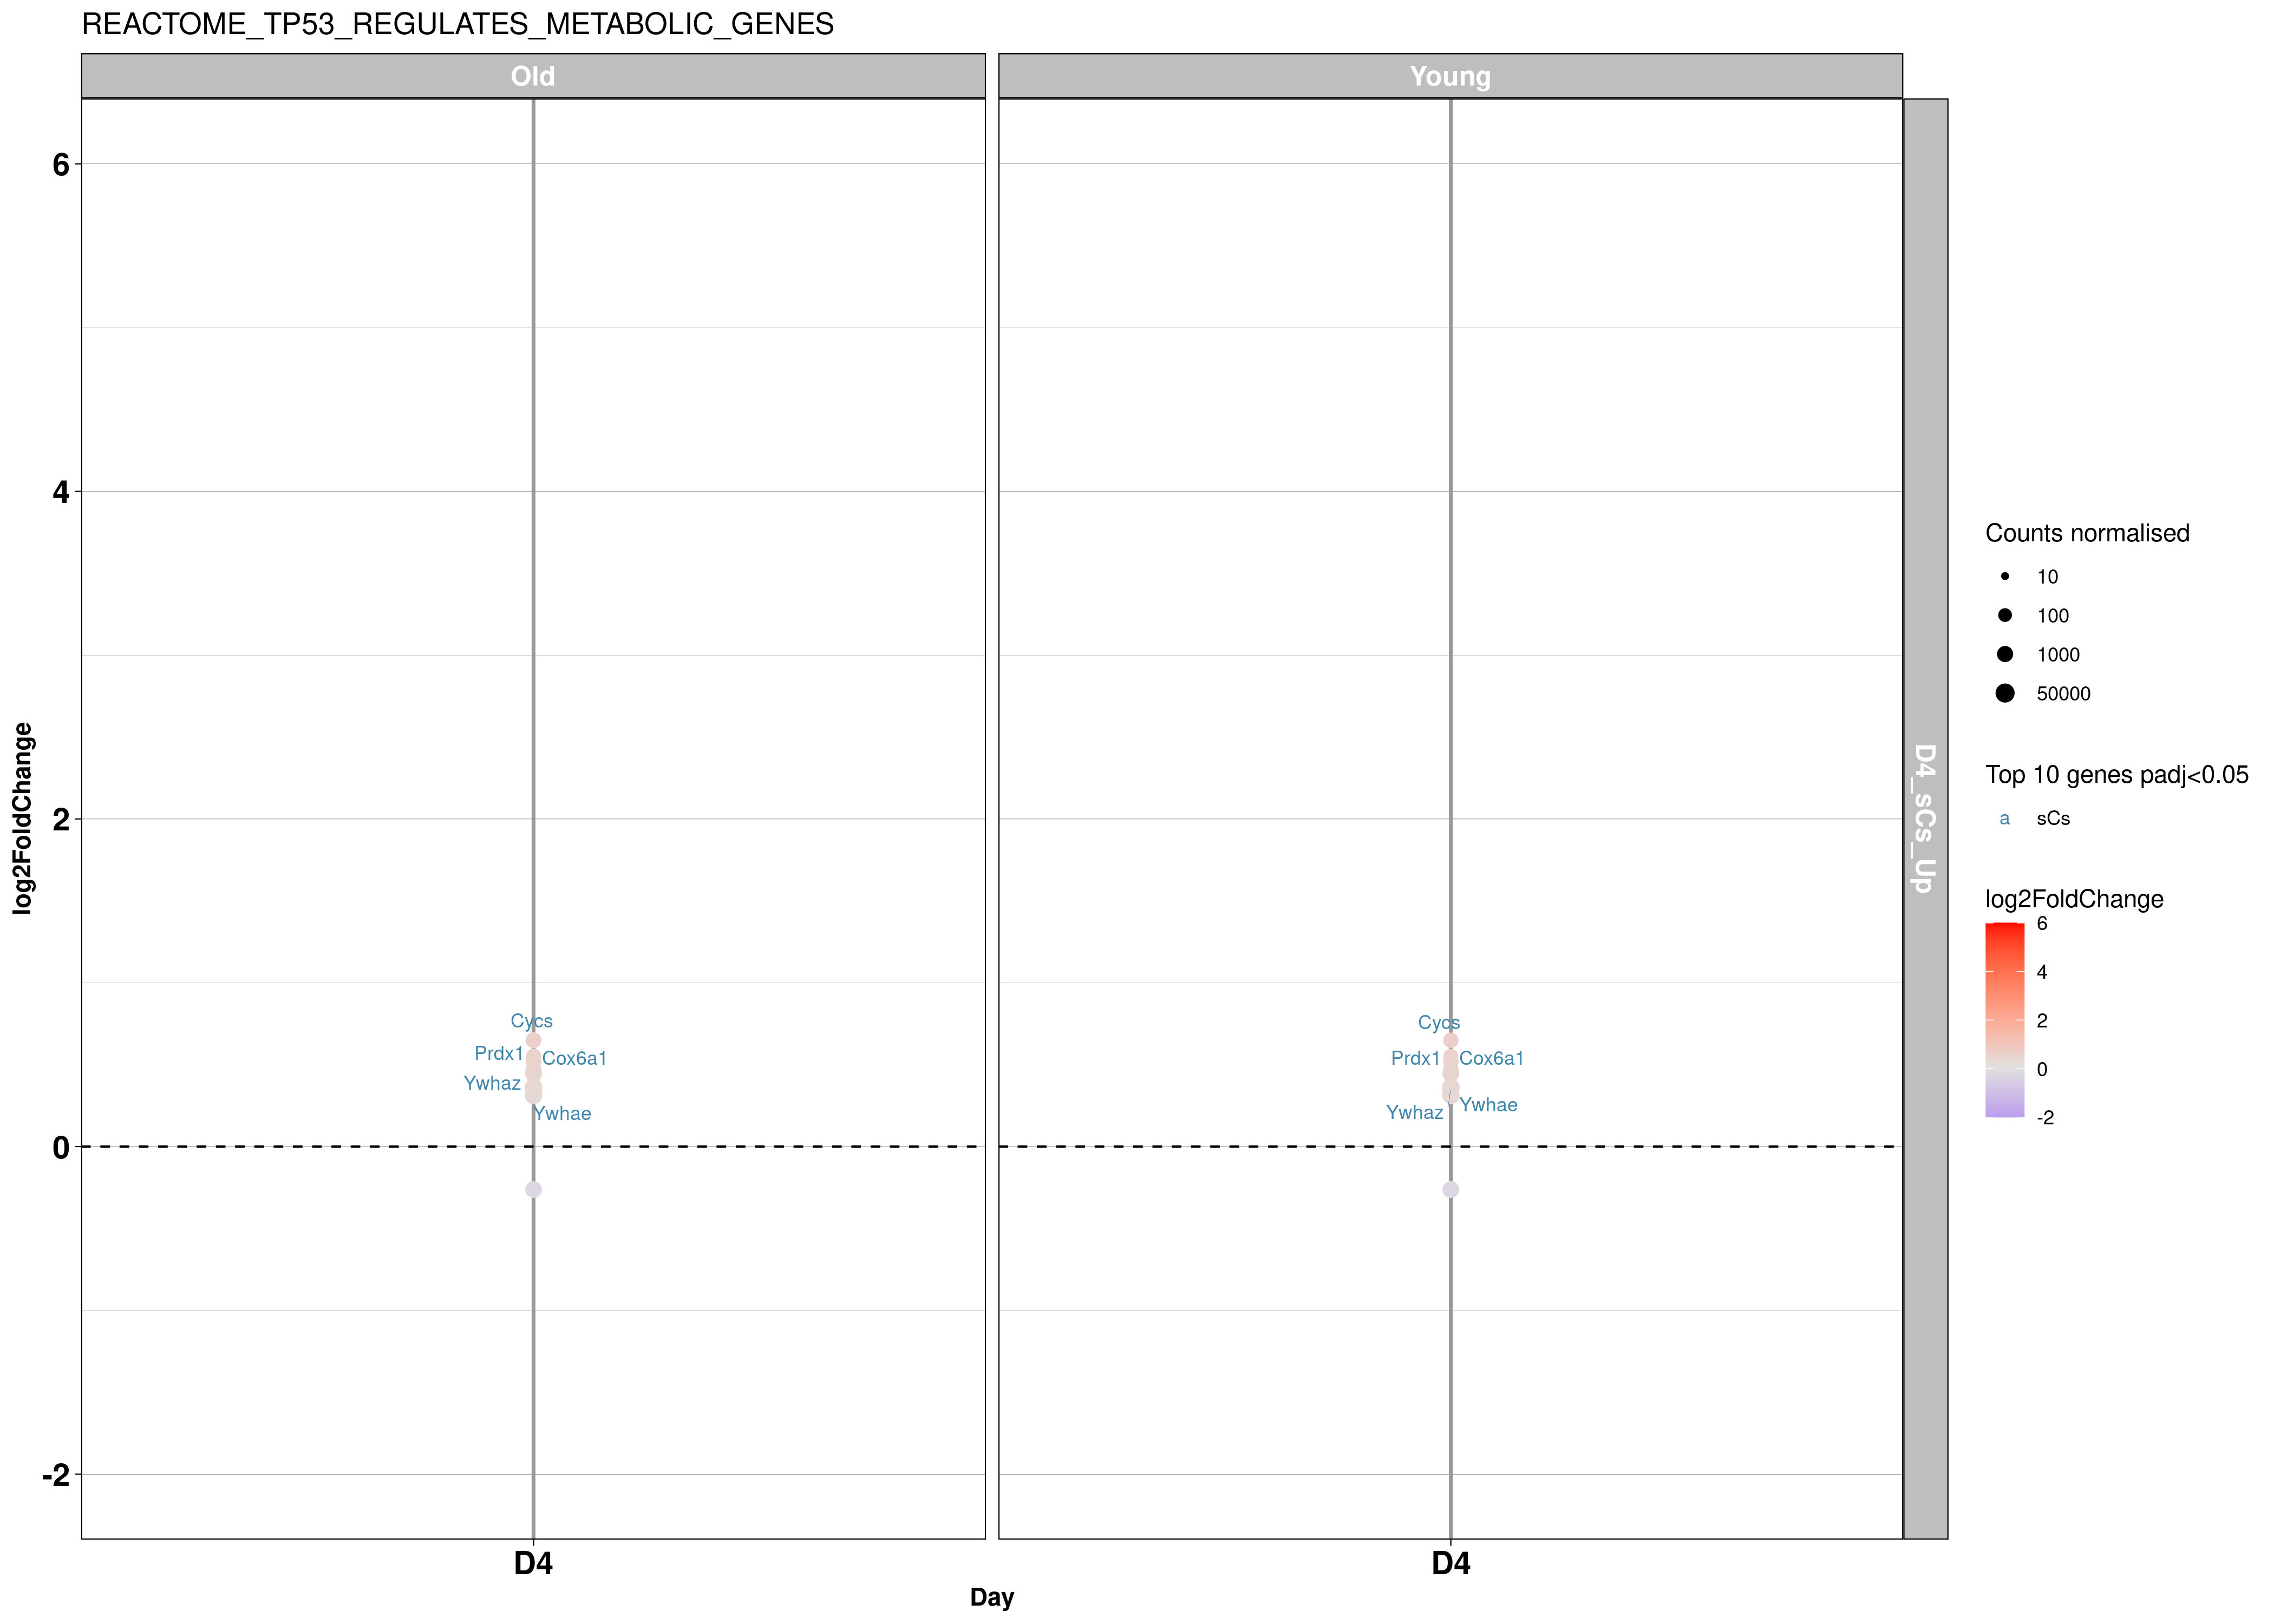 REACTOME_TP53_REGULATES_METABOLIC_GENES
Old
Young
D4_sCs_Up
log2FoldChange
6
4
2
0
-2
Cycs
Prdx1
Cox6a1
Ywhaz
Ywhae
Cycs
Prdx1
Cox6a1
Ywhaz
Ywhae
D4
D4
Day
Counts normalised
10
100
1000
50000
Top 10 genes padj<0.05
a sCs
log2FoldChange
6
4
2
0
-2